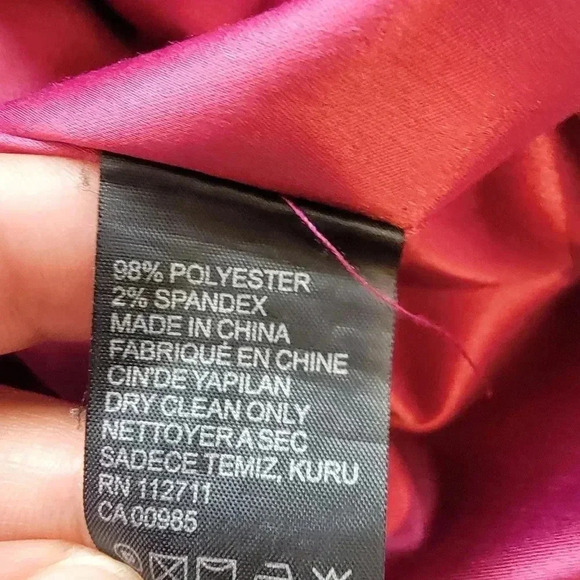 98% POLYESTER
2% SPANDEX
MADE IN CHINA
FABRIQUÉ EN CHINE
CIN'DE YAPILAN
DRY CLEAN ONLY
NETTOYER A SEC
SADECE TEMIZ, KURU
RN 112711
CA 00985